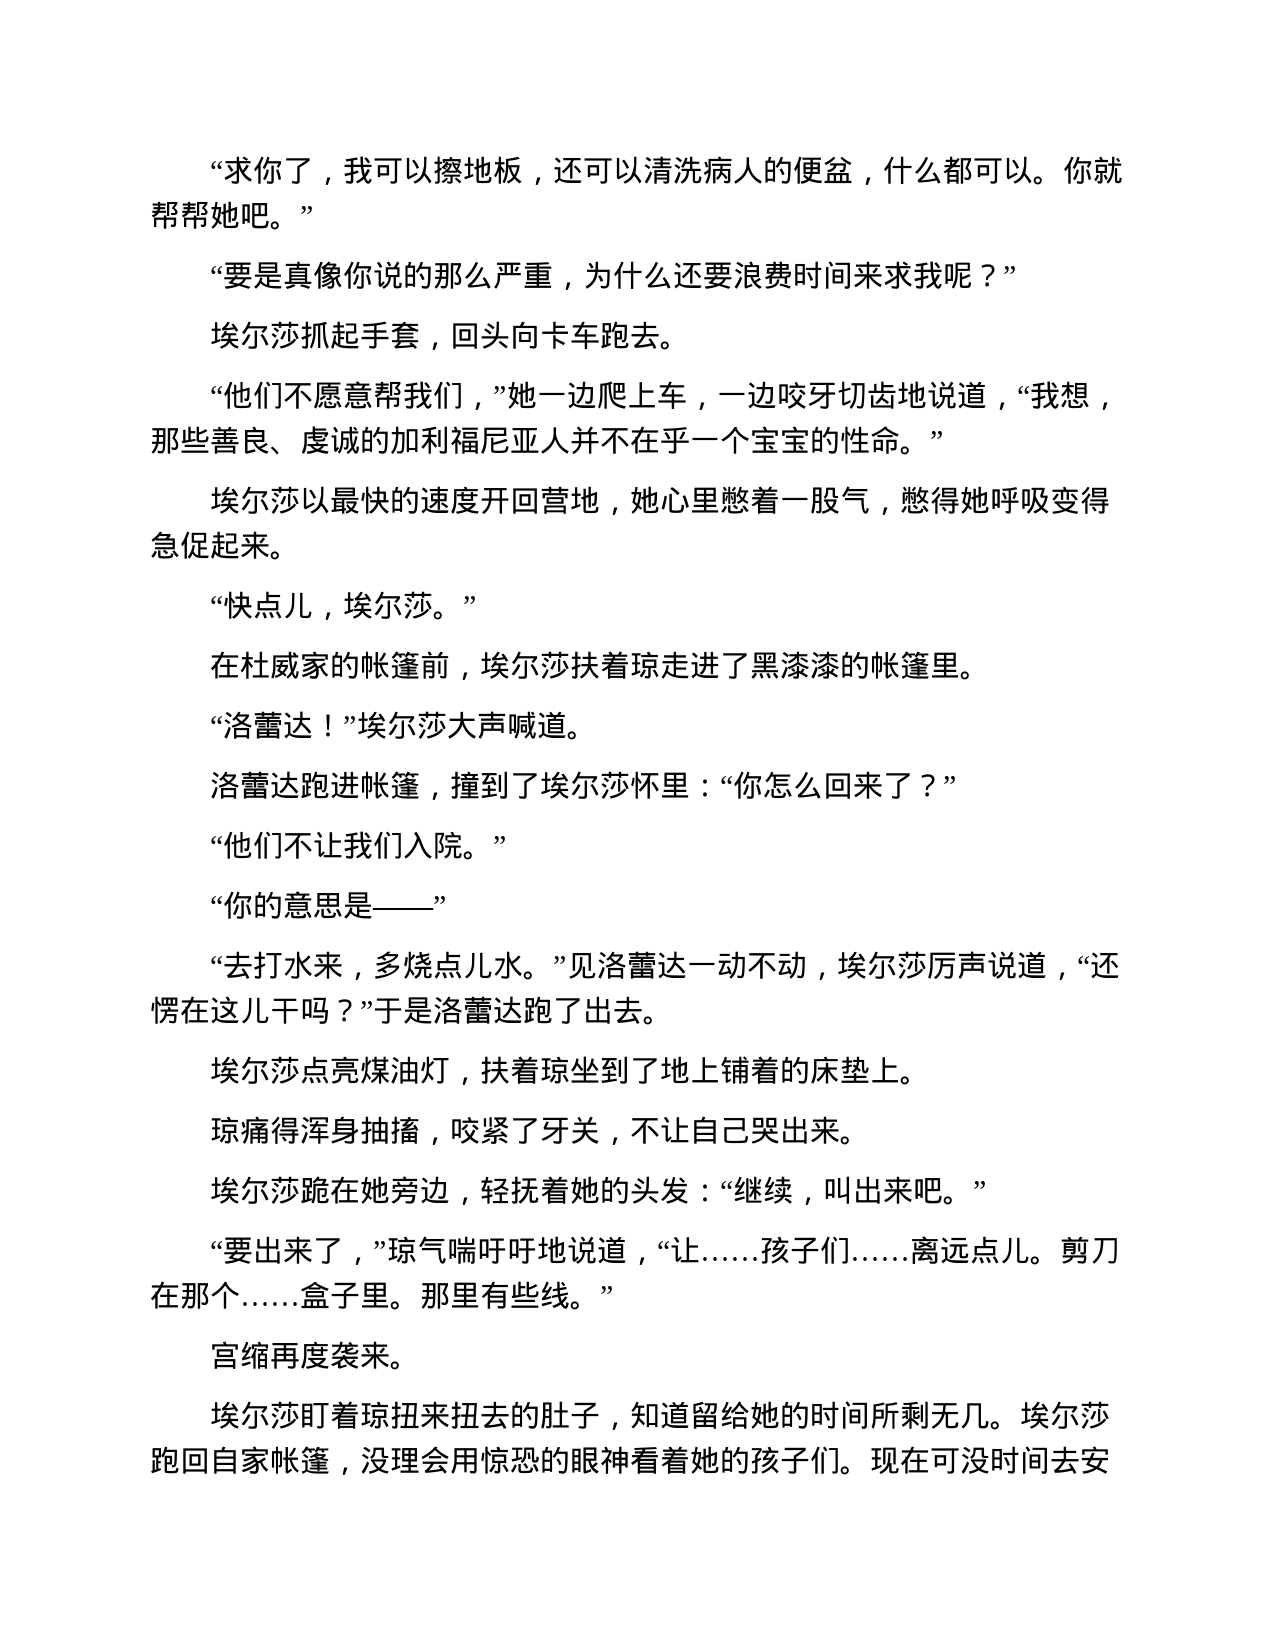 “求你了，我可以擦地板，还可以清洗病人的便盆，什么都可以。你就
帮帮她吧。”
“要是真像你说的那么严重，为什么还要浪费时间来求我呢？”
埃尔莎抓起手套，回头向卡车跑去。
“他们不愿意帮我们，”她一边爬上车，一边咬牙切齿地说道，“我想，
那些善良、虔诚的加利福尼亚人并不在乎一个宝宝的性命。”
埃尔莎以最快的速度开回营地，她心里憋着一股气，憋得她呼吸变得
急促起来。
“快点儿，埃尔莎。”
在杜威家的帐篷前，埃尔莎扶着琼走进了黑漆漆的帐篷里。
“洛蕾达！”埃尔莎大声喊道。
洛蕾达跑进帐篷，撞到了埃尔莎怀里：“你怎么回来了？”
“他们不让我们入院。”
“你的意思是——”
“去打水来，多烧点儿水。”见洛蕾达一动不动，埃尔莎厉声说道，“还
愣在这儿干吗？”于是洛蕾达跑了出去。
埃尔莎点亮煤油灯，扶着琼坐到了地上铺着的床垫上。
琼痛得浑身抽搐，咬紧了牙关，不让自己哭出来。
埃尔莎跪在她旁边，轻抚着她的头发：“继续，叫出来吧。”
“要出来了，”琼气喘吁吁地说道，“让……孩子们……离远点儿。剪刀
在那个……盒子里。那里有些线。”
宫缩再度袭来。
埃尔莎盯着琼扭来扭去的肚子，知道留给她的时间所剩无几。埃尔莎
跑回自家帐篷，没理会用惊恐的眼神看着她的孩子们。现在可没时间去安